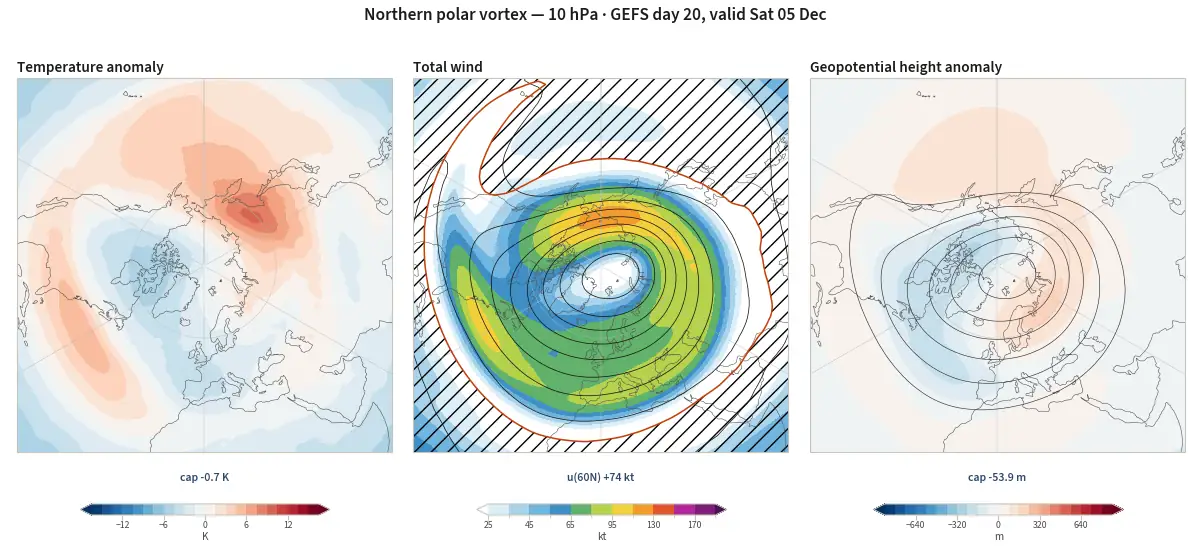 Northern polar vortex — 10 hPa · GEFS day 20, valid Sat 05 Dec
Temperature anomaly
Total wind
Geopotential height anomaly
cap -0.7 K
u(60N) +74 kt
cap -53.9 m
−12 −6 0 6 12
K
25 45 65 95 130 170
kt
−640 −320 0 320 640
m